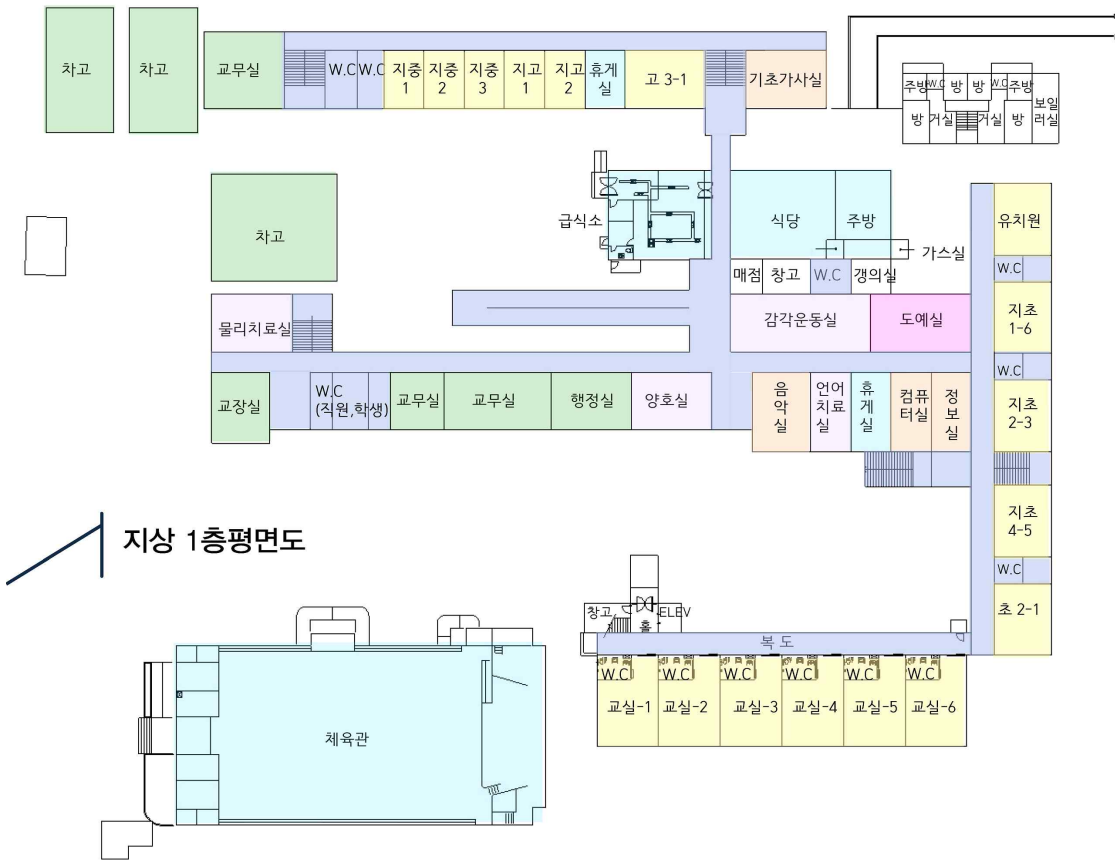 차고
차고
교무실
W.C
W.C
지중
1
지중
2
지중
3
지고
1
지고
2
휴게
실
고 3-1
기초가사실
주방
W.C
방
방
W.C
주방
보일
러실
방
거실
거실
방
차고
급식소
식당
주방
가스실
매점
창고
W.C
갱의실
유치원
W.C
물리치료실
감각운동실
도예실
지초
1-6
W.C
교장실
W.C
(직원,학생)
교무실
교무실
행정실
양호실
음
악
실
언어
치료
실
휴
게
실
컴퓨
터실
정
보
실
지초
2-3
지초
4-5
W.C
초 2-1
지상 1층평면도
창고
홀
ELEV
복 도
W.C
W.C
W.C
W.C
W.C
W.C
교실-1
교실-2
교실-3
교실-4
교실-5
교실-6
체육관